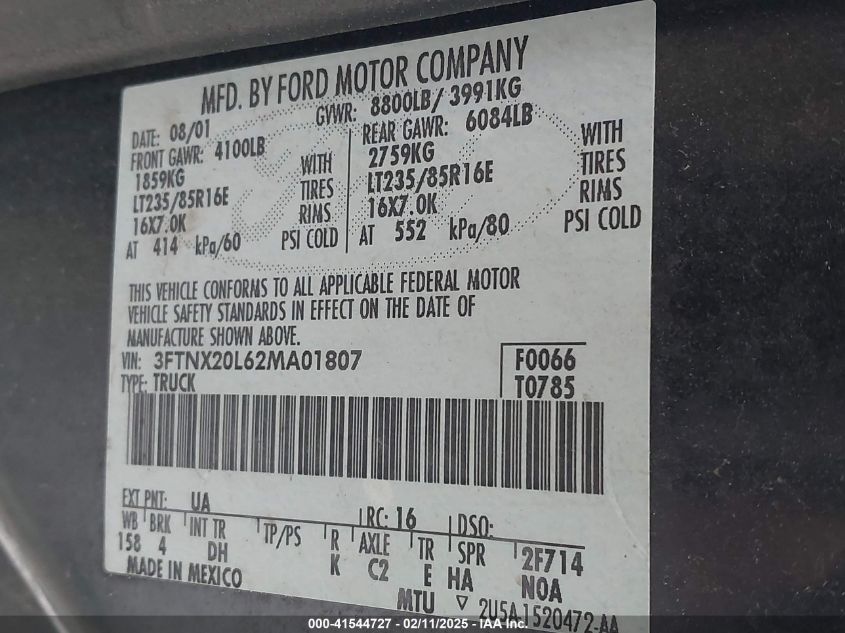 MFD. BY FORD MOTOR COMPANY
DATE: 08/01 GVWR: 8800LB/ 3991KG
FRONT GAWR: 4100LB REAR GAWR: 6084LB
1859KG WITH 2759KG WITH
LT235/85R16E TIRES LT235/85R16E TIRES
16X7.0K RIMS 16X7.0K RIMS
AT 414 kPa/60 PSI COLD AT 552 kPa/80 PSI COLD
THIS VEHICLE CONFORMS TO ALL APPLICABLE FEDERAL MOTOR
VEHICLE SAFETY STANDARDS IN EFFECT ON THE DATE OF
MANUFACTURE SHOWN ABOVE.
VIN: 3FTNX20L62MA01807 F0066
TYPE: TRUCK T0785
EXT PNT: UA RC: 16 DSO:
WB BRK INT TR TP/PS R AXLE TR SPR 2F714
158 4 DH K C2 E HA NOA
MADE IN MEXICO MTU ▽ 2U5A 1520472-AA
000-41544727 - 02/11/2025 - IAA Inc.